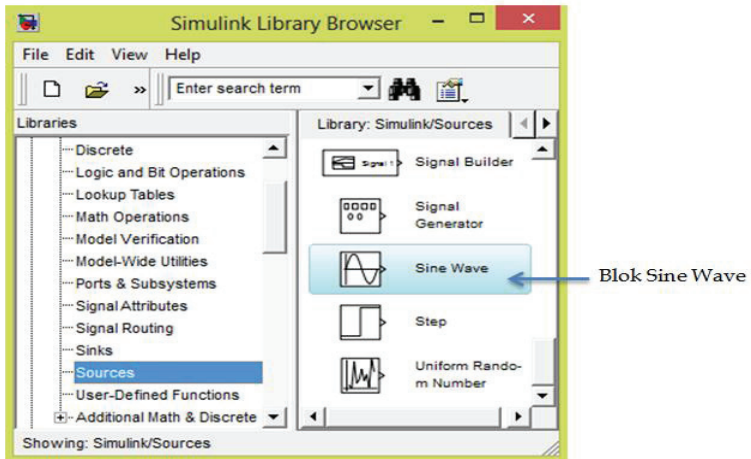 Simulink Library Browser
File Edit View Help
» Enter search term
Libraries
Discrete
Logic and Bit Operations
Lookup Tables
Math Operations
Model Verification
Model-Wide Utilities
Ports & Subsystems
Signal Attributes
Signal Routing
Sinks
Sources
User-Defined Functions
Additional Math & Discrete
Library: Simulink/Sources
Signal Builder
Signal
Generator
Sine Wave
Step
Uniform Rando-
m Number
Showing: Simulink/Sources
Blok Sine Wave